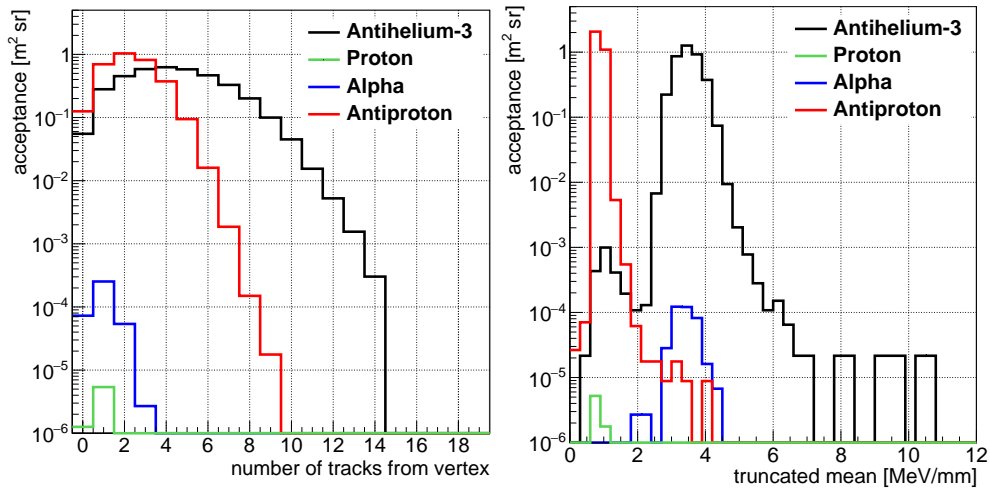 acceptance [m² sr]
1
10⁻¹
10⁻²
10⁻³
10⁻⁴
10⁻⁵
10⁻⁶
Antihelium-3
Proton
Alpha
Antiproton
0 2 4 6 8 10 12 14 16 18
number of tracks from vertex
acceptance [m² sr]
1
10⁻¹
10⁻²
10⁻³
10⁻⁴
10⁻⁵
10⁻⁶
Antihelium-3
Proton
Alpha
Antiproton
0 2 4 6 8 10 12
truncated mean [MeV/mm]